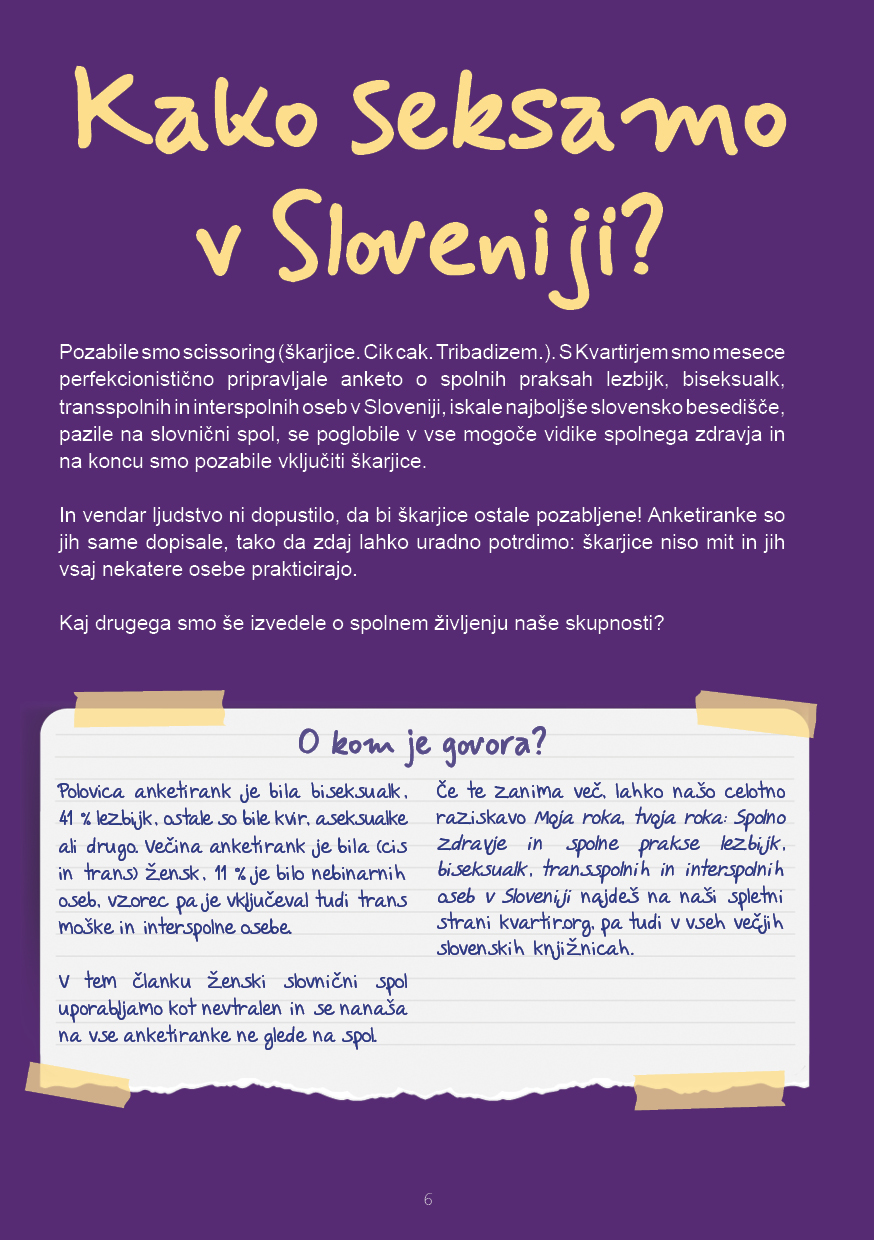 Kako seksamo
v Sloveniji?
Pozabile smo scissoring (škarjice. Cik cak. Tribadizem.). S Kvartirjem smo mesece
perfekcionistično pripravljale anketo o spolnih praksah lezbijk, biseksualk,
transspolnih in interspolnih oseb v Sloveniji, iskale najboljše slovensko besedišče,
pazile na slovnični spol, se poglobile v vse mogoče vidike spolnega zdravja in
na koncu smo pozabile vključiti škarjice.
In vendar ljudstvo ni dopustilo, da bi škarjice ostale pozabljene! Anketiranke so
jih same dopisale, tako da zdaj lahko uradno potrdimo: škarjice niso mit in jih
vsaj nekatere osebe prakticirajo.
Kaj drugega smo še izvedele o spolnem življenju naše skupnosti?
O kom je govora?
Polovica anketirank je bila biseksualk,
41 % lezbijk, ostale so bile kvir, aseksualke
ali drugo. Večina anketirank je bila (cis
in trans) žensk, 11 % je bilo nebinarnih
oseb, vzorec pa je vključeval tudi trans
moške in interspolne osebe.
V tem članku ženski slovnični spol
uporabljamo kot nevtralen in se nanaša
na vse anketiranke ne glede na spol.
Če te zanima več, lahko našo celotno
raziskavo Moja roka, tvoja roka: Spolno
zdravje in spolne prakse lezbijk,
biseksualk, transspolnih in interspolnih
oseb v Sloveniji najdeš na naši spletni
strani kvartir.org, pa tudi v vseh večjih
slovenskih knjižnicah.
6